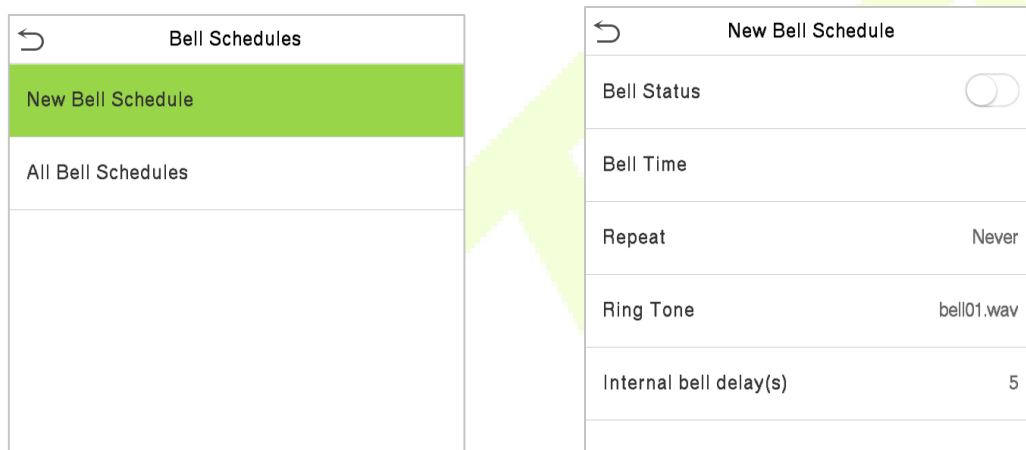 Bell Schedules
New Bell Schedule
All Bell Schedules
New Bell Schedule
Bell Status
Bell Time
Repeat Never
Ring Tone bell01.wav
Internal bell delay(s) 5